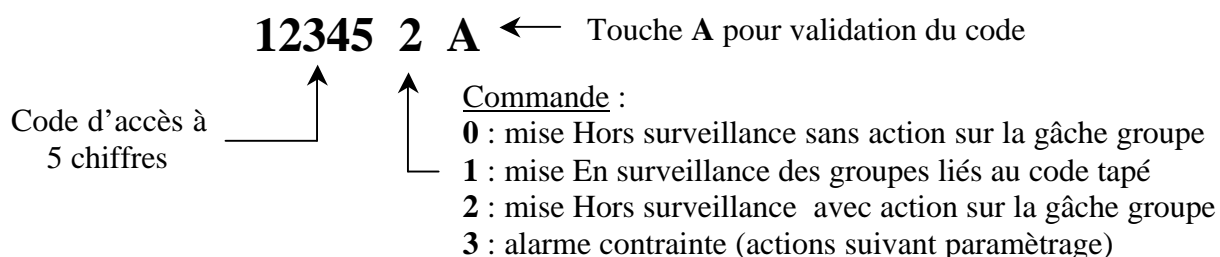 12345 2 A
Touche A pour validation du code
Code d’accès à
5 chiffres
Commande :
0 : mise Hors surveillance sans action sur la gâche groupe
1 : mise En surveillance des groupes liés au code tapé
2 : mise Hors surveillance avec action sur la gâche groupe
3 : alarme contrainte (actions suivant paramètrage)